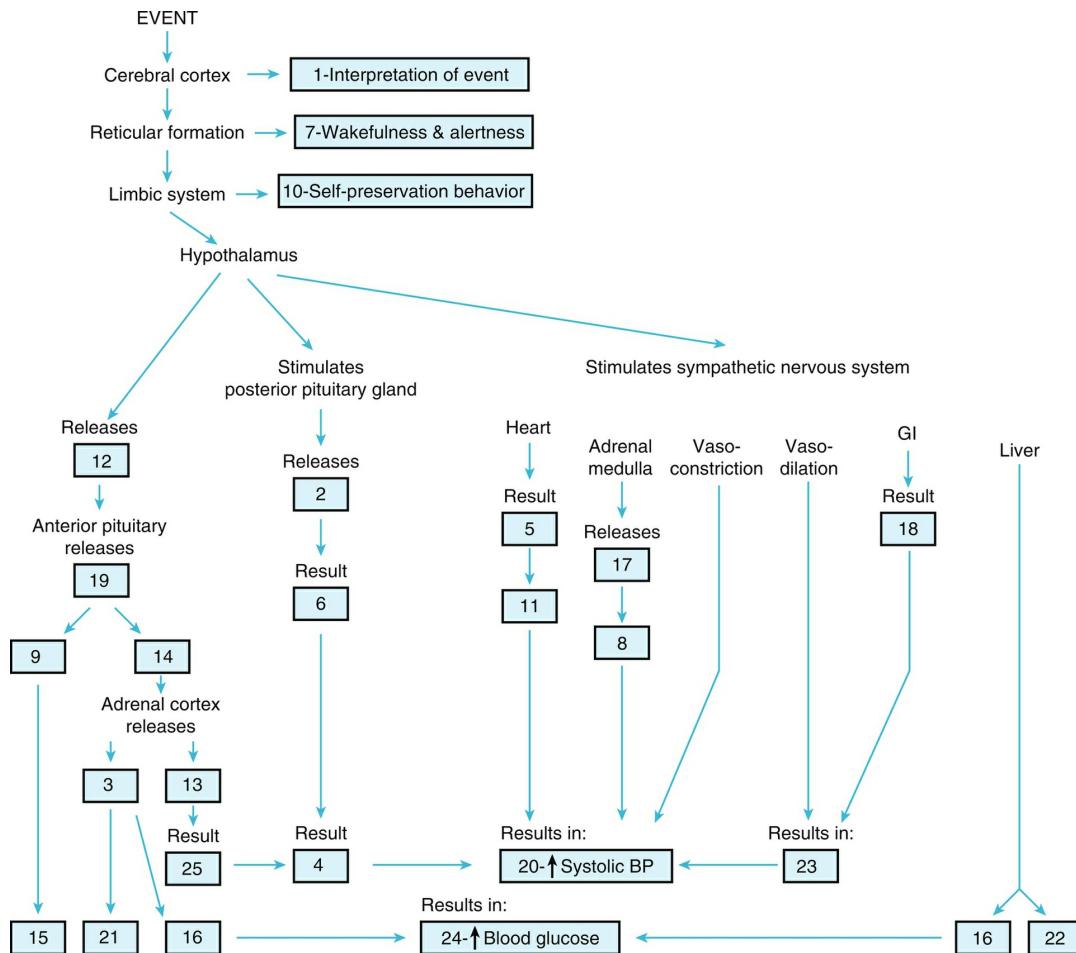 EVENT
Cerebral cortex
1-Interpretation of event
Reticular formation
7-Wakefulness & alertness
Limbic system
10-Self-preservation behavior
Hypothalamus
Stimulates
posterior pituitary gland
Stimulates sympathetic nervous system
Releases
12
Anterior pituitary
releases
19
9
14
Adrenal cortex
releases
3
13
Result
25
15
21
16
Releases
2
Result
6
Result
4
Heart
Result
5
11
Adrenal
medulla
Releases
17
8
Vaso-
constriction
Vaso-
dilation
GI
Result
18
Liver
Results in:
20-↑ Systolic BP
Results in:
23
Results in:
24-↑ Blood glucose
16
22